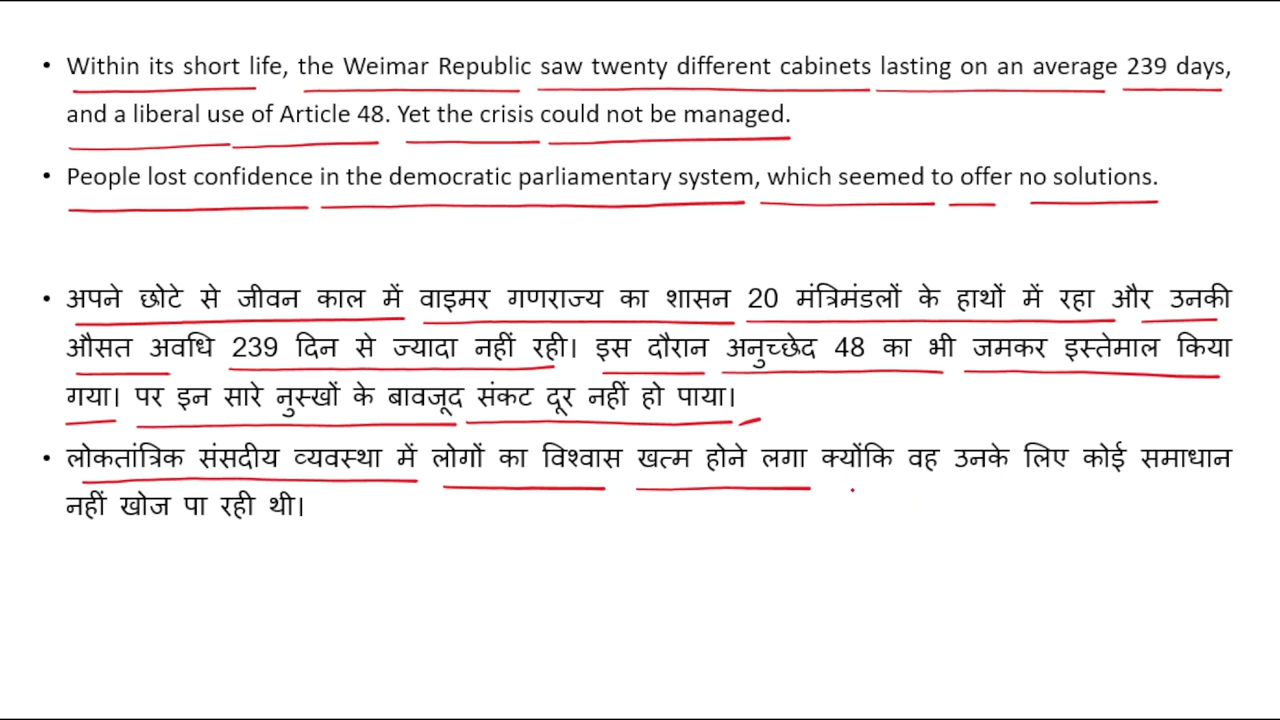 • Within its short life, the Weimar Republic saw twenty different cabinets lasting on an average 239 days,
and a liberal use of Article 48. Yet the crisis could not be managed.
• People lost confidence in the democratic parliamentary system, which seemed to offer no solutions.
• अपने छोटे से जीवन काल में वाइमर गणराज्य का शासन 20 मंत्रिमंडलों के हाथों में रहा और उनकी
औसत अवधि 239 दिन से ज्यादा नहीं रही। इस दौरान अनुच्छेद 48 का भी जमकर इस्तेमाल किया
गया। पर इन सारे नुस्खों के बावजूद संकट दूर नहीं हो पाया।
• लोकतांत्रिक संसदीय व्यवस्था में लोगों का विश्वास खत्म होने लगा क्योंकि वह उनके लिए कोई समाधान
नहीं खोज पा रही थी।